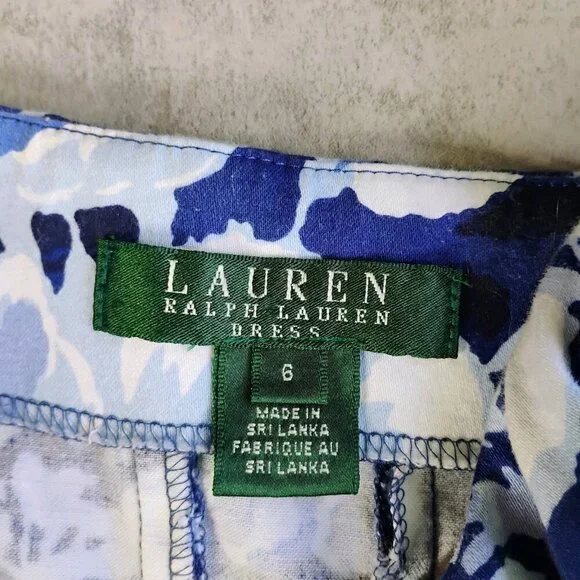 LAUREN
RALPH LAUREN
DRESS
6
MADE IN
SRI LANKA
FABRIQUE AU
SRI LANKA